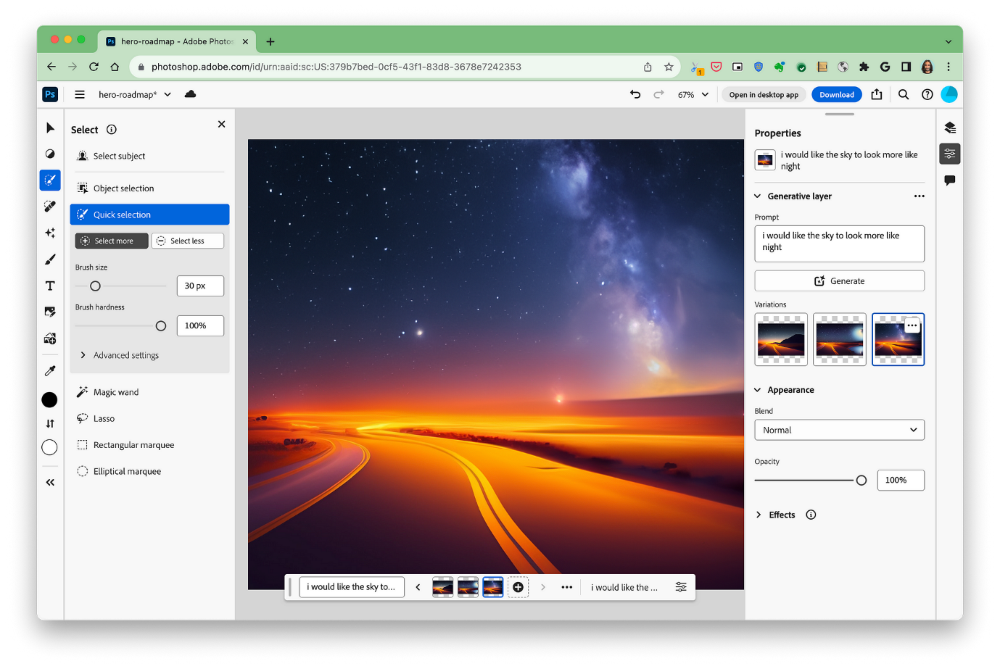 Ps
hero-roadmap - Adobe Photos
photoshop.adobe.com/id/urn:aaid:sc:US:379b7bed-0cf5-43f1-83d8-3678e7242353
1
G
Ps
hero-roadmap*
67%
Open in desktop app
Download
Select
Select subject
Object selection
Quick selection
Select more
Select less
Brush size
30 px
Brush hardness
100%
Advanced settings
Magic wand
Lasso
Rectangular marquee
Elliptical marquee
T
i would like the sky to...
i would like the ...
Properties
i would like the sky to look more like
night
Generative layer
Prompt
i would like the sky to look more like
night
Generate
Variations
Appearance
Blend
Normal
Opacity
100%
Effects